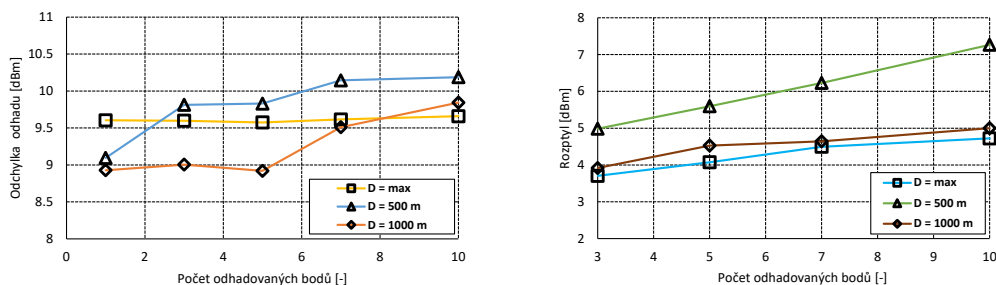 11
10.5
10
9.5
9
8.5
8
0 2 4 6 8 10
Odchylka odhadu [dBm]
Počet odhadovaných bodů [-]
D = max
D = 500 m
D = 1000 m
8
7
6
5
4
3
2
3 4 5 6 7 8 9 10
Rozptyl [dBm]
Počet odhadovaných bodů [-]
D = max
D = 500 m
D = 1000 m